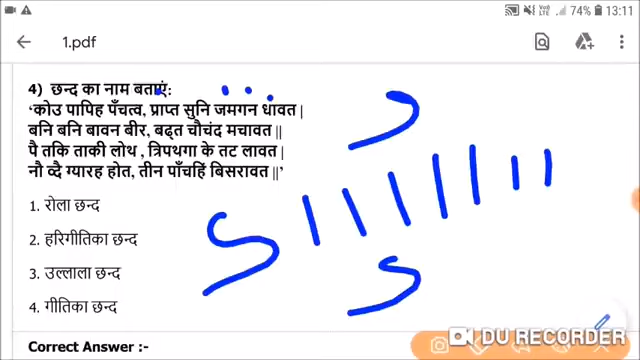 74% 13:11
1.pdf
4) छन्द का नाम बताएं:
‘कोउ पापिह पँचत्व, प्राप्त सुनि जमगन धावत|
बनि बनि बावन बीर, बढ़त चौचंद मचावत||
पै तकि ताकी लोथ , त्रिपथगा के तट लावत|
नौ व्दै ग्यारह होत, तीन पाँचहिं बिसरावत||’
1. रोला छन्द
2. हरिगीतिका छन्द
3. उल्लाला छन्द
4. गीतिका छन्द
DU RECORDER
Correct Answer :-